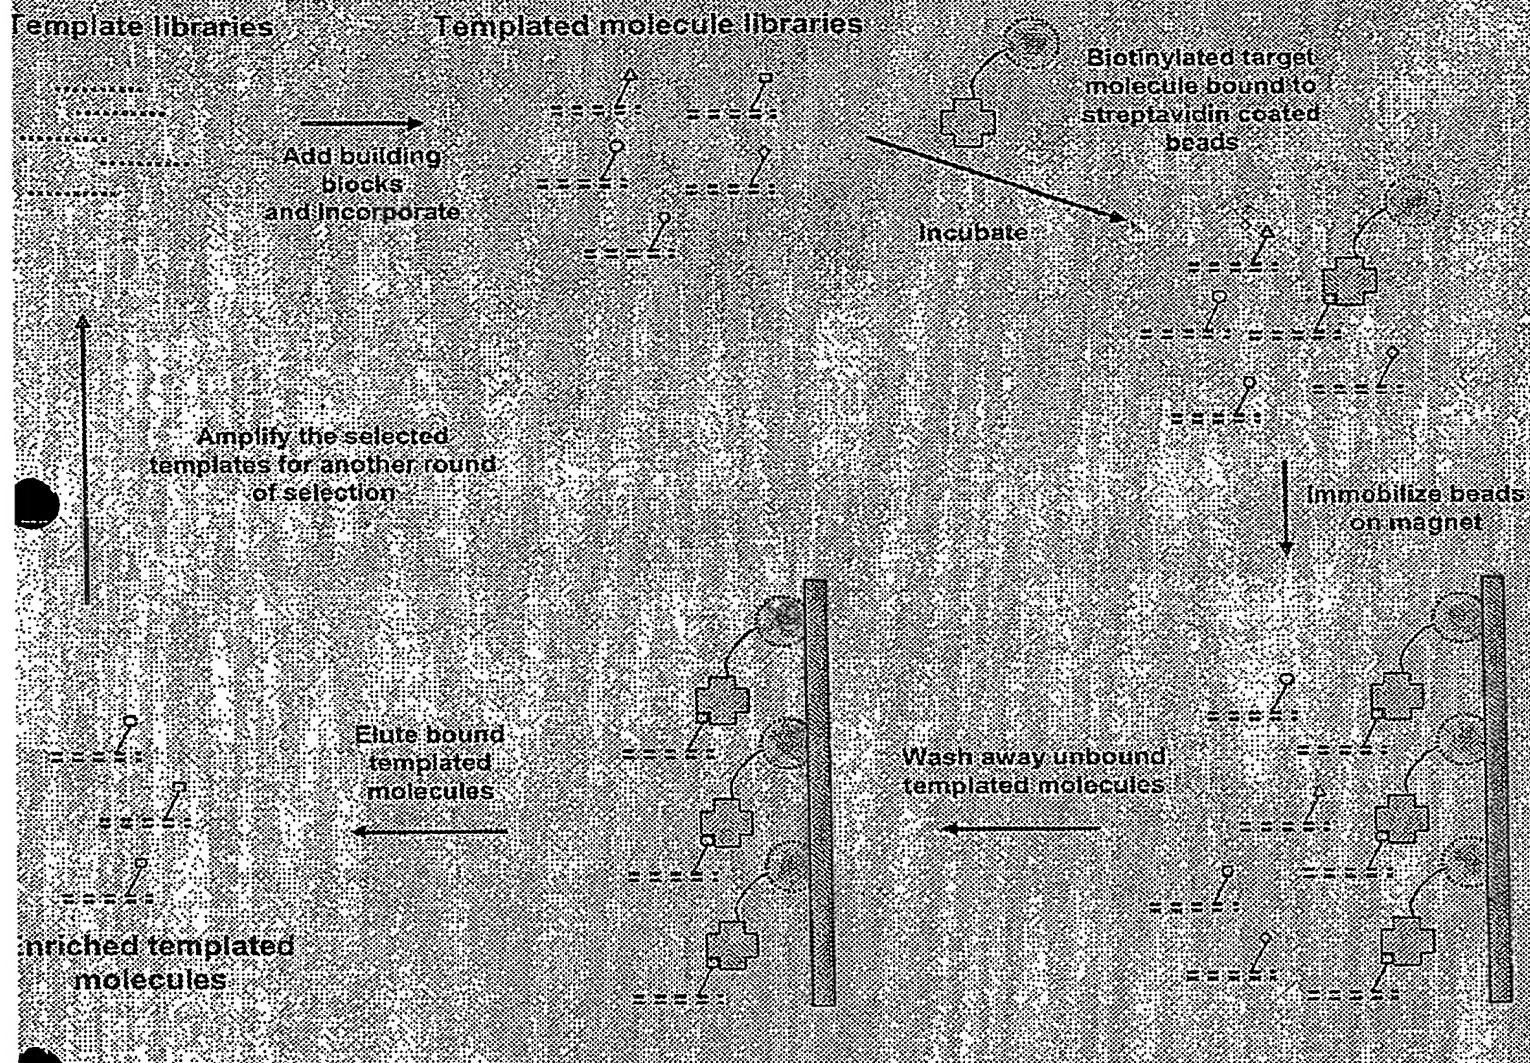 Template libraries
Templated molecule libraries
Biotinylated target
molecule bound to
streptavidin coated
beads
Add building
blocks
and incorporate
Incubate
Amplify the selected
templates for another round
of selection
Immobilize beads
on magnet
Elute bound
templated
molecules
Wash away unbound
templated molecules
nriched templated
molecules